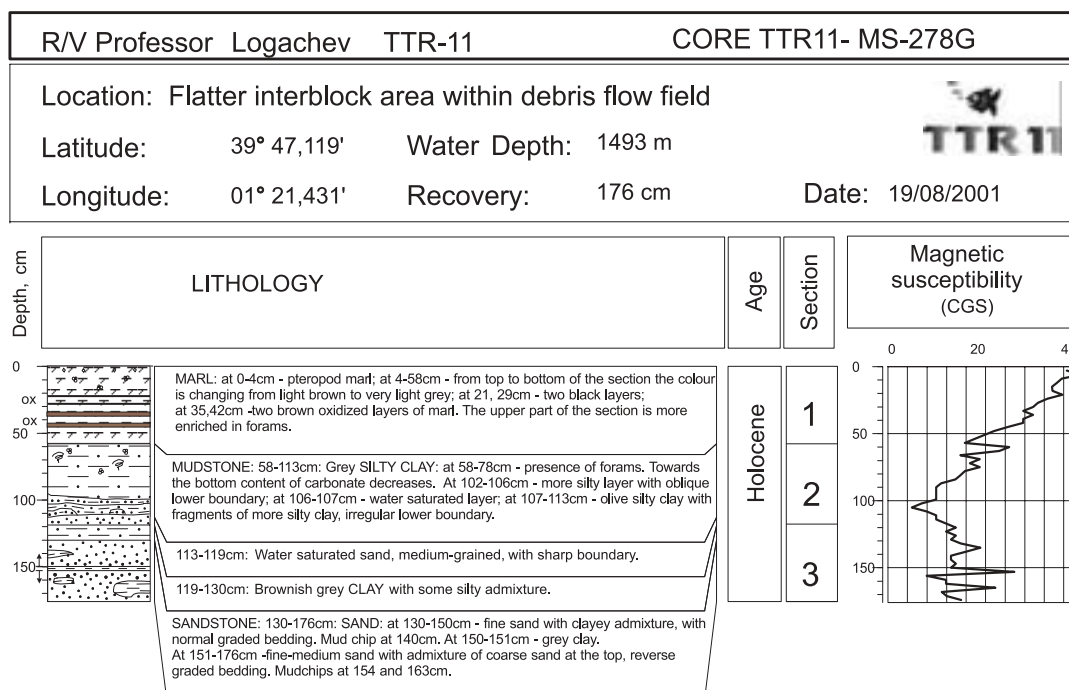 R/V Professor Logachev TTR-11 CORE TTR11- MS-278G
Location: Flatter interblock area within debris flow field
TTR11
Latitude: 39° 47,119' Water Depth: 1493 m
Longitude: 01° 21,431' Recovery: 176 cm Date: 19/08/2001
Depth, cm
LITHOLOGY
Age
Section
Magnetic
susceptibility
(CGS)
0 20 4
0
ox
ox
50
100
150
MARL: at 0-4cm - pteropod marl; at 4-58cm - from top to bottom of the section the colour
is changing from light brown to very light grey; at 21, 29cm - two black layers;
at 35,42cm -two brown oxidized layers of marl. The upper part of the section is more
enriched in forams.
MUDSTONE: 58-113cm: Grey SILTY CLAY: at 58-78cm - presence of forams. Towards
the bottom content of carbonate decreases. At 102-106cm - more silty layer with oblique
lower boundary; at 106-107cm - water saturated layer; at 107-113cm - olive silty clay with
fragments of more silty clay, irregular lower boundary.
113-119cm: Water saturated sand, medium-grained, with sharp boundary.
119-130cm: Brownish grey CLAY with some silty admixture.
SANDSTONE: 130-176cm: SAND: at 130-150cm - fine sand with clayey admixture, with
normal graded bedding. Mud chip at 140cm. At 150-151cm - grey clay.
At 151-176cm -fine-medium sand with admixture of coarse sand at the top, reverse
graded bedding. Mudchips at 154 and 163cm.
Holocene
1
2
3
0
50
100
150